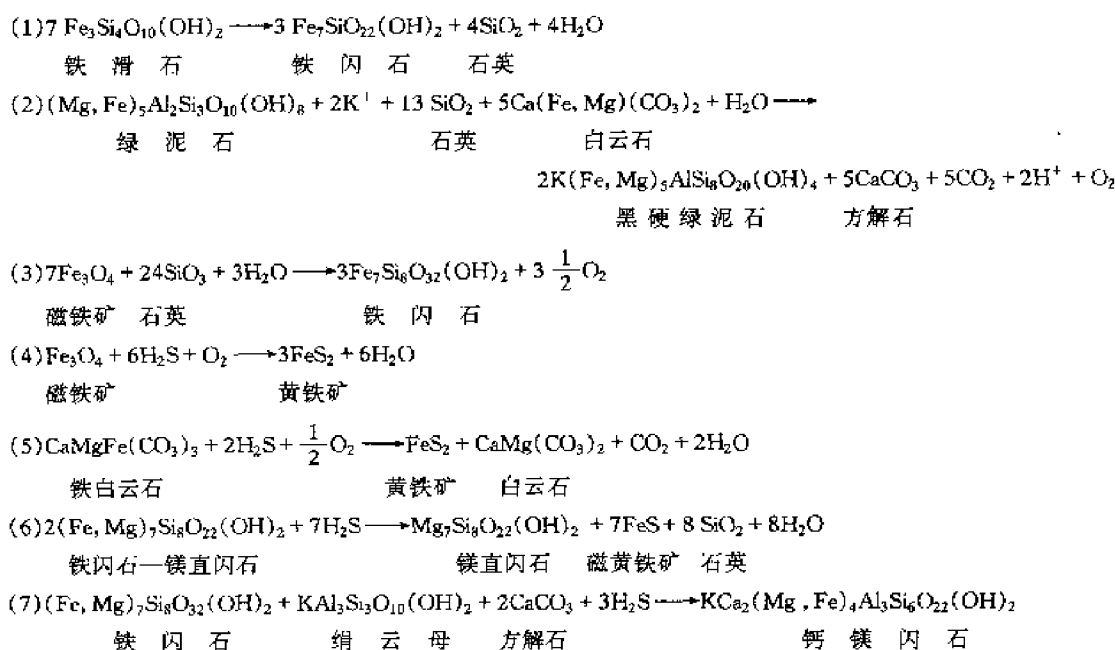 (1)7 Fe₃Si₄O₁₀(OH)₂ ⟶3 Fe₇SiO₂₂(OH)₂ + 4SiO₂ + 4H₂O
铁 滑 石 铁 闪 石 石英
(2)(Mg, Fe)₅Al₂Si₃O₁₀(OH)₈ + 2K⁺ + 13 SiO₂ + 5Ca(Fe, Mg)(CO₃)₂ + H₂O ⟶
绿 泥 石 石英 白云石
2K(Fe, Mg)₅AlSi₈O₂₀(OH)₄ + 5CaCO₃ + 5CO₂ + 2H⁺ + O₂
黑 硬 绿 泥 石 方解石
(3)7Fe₃O₄ + 24SiO₃ + 3H₂O ⟶3Fe₇Si₈O₃₂(OH)₂ + 3 1/2 O₂
磁铁矿 石英 铁 闪 石
(4)Fe₃O₄ + 6H₂S + O₂ ⟶3FeS₂ + 6H₂O
磁铁矿 黄铁矿
(5)CaMgFe(CO₃)₃ + 2H₂S + 1/2 O₂ ⟶FeS₂ + CaMg(CO₃)₂ + CO₂ + 2H₂O
铁白云石 黄铁矿 白云石
(6)2(Fe, Mg)₇Si₈O₂₂(OH)₂ + 7H₂S⟶Mg₇Si₈O₂₂(OH)₂ + 7FeS + 8 SiO₂ + 8H₂O
铁闪石—镁直闪石 镁直闪石 磁黄铁矿 石英
(7)(Fe, Mg)₇Si₈O₃₂(OH)₂ + KAl₃Si₃O₁₀(OH)₂ + 2CaCO₃ + 3H₂S⟶KCa₂(Mg ,Fe)₄Al₃Si₆O₂₂(OH)₂
铁 闪 石 绢 云 母 方解石 钙 镁 闪 石